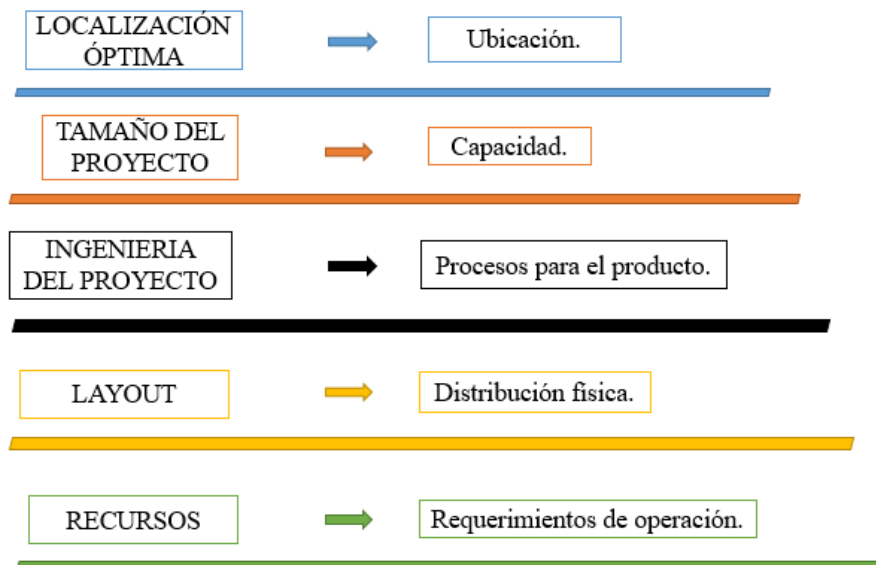 LOCALIZACIÓN
ÓPTIMA
Ubicación.
TAMAÑO DEL
PROYECTO
Capacidad.
INGENIERIA
DEL PROYECTO
Procesos para el producto.
LAYOUT
Distribución física.
RECURSOS
Requerimientos de operación.